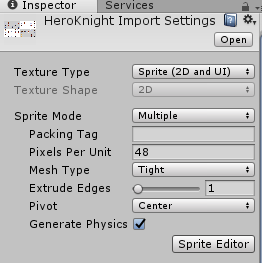 Inspector Services
HeroKnight Import Settings
Open
Texture Type Sprite (2D and UI)
Texture Shape 2D
Sprite Mode Multiple
Packing Tag
Pixels Per Unit 48
Mesh Type Tight
Extrude Edges 1
Pivot Center
Generate Physics
Sprite Editor